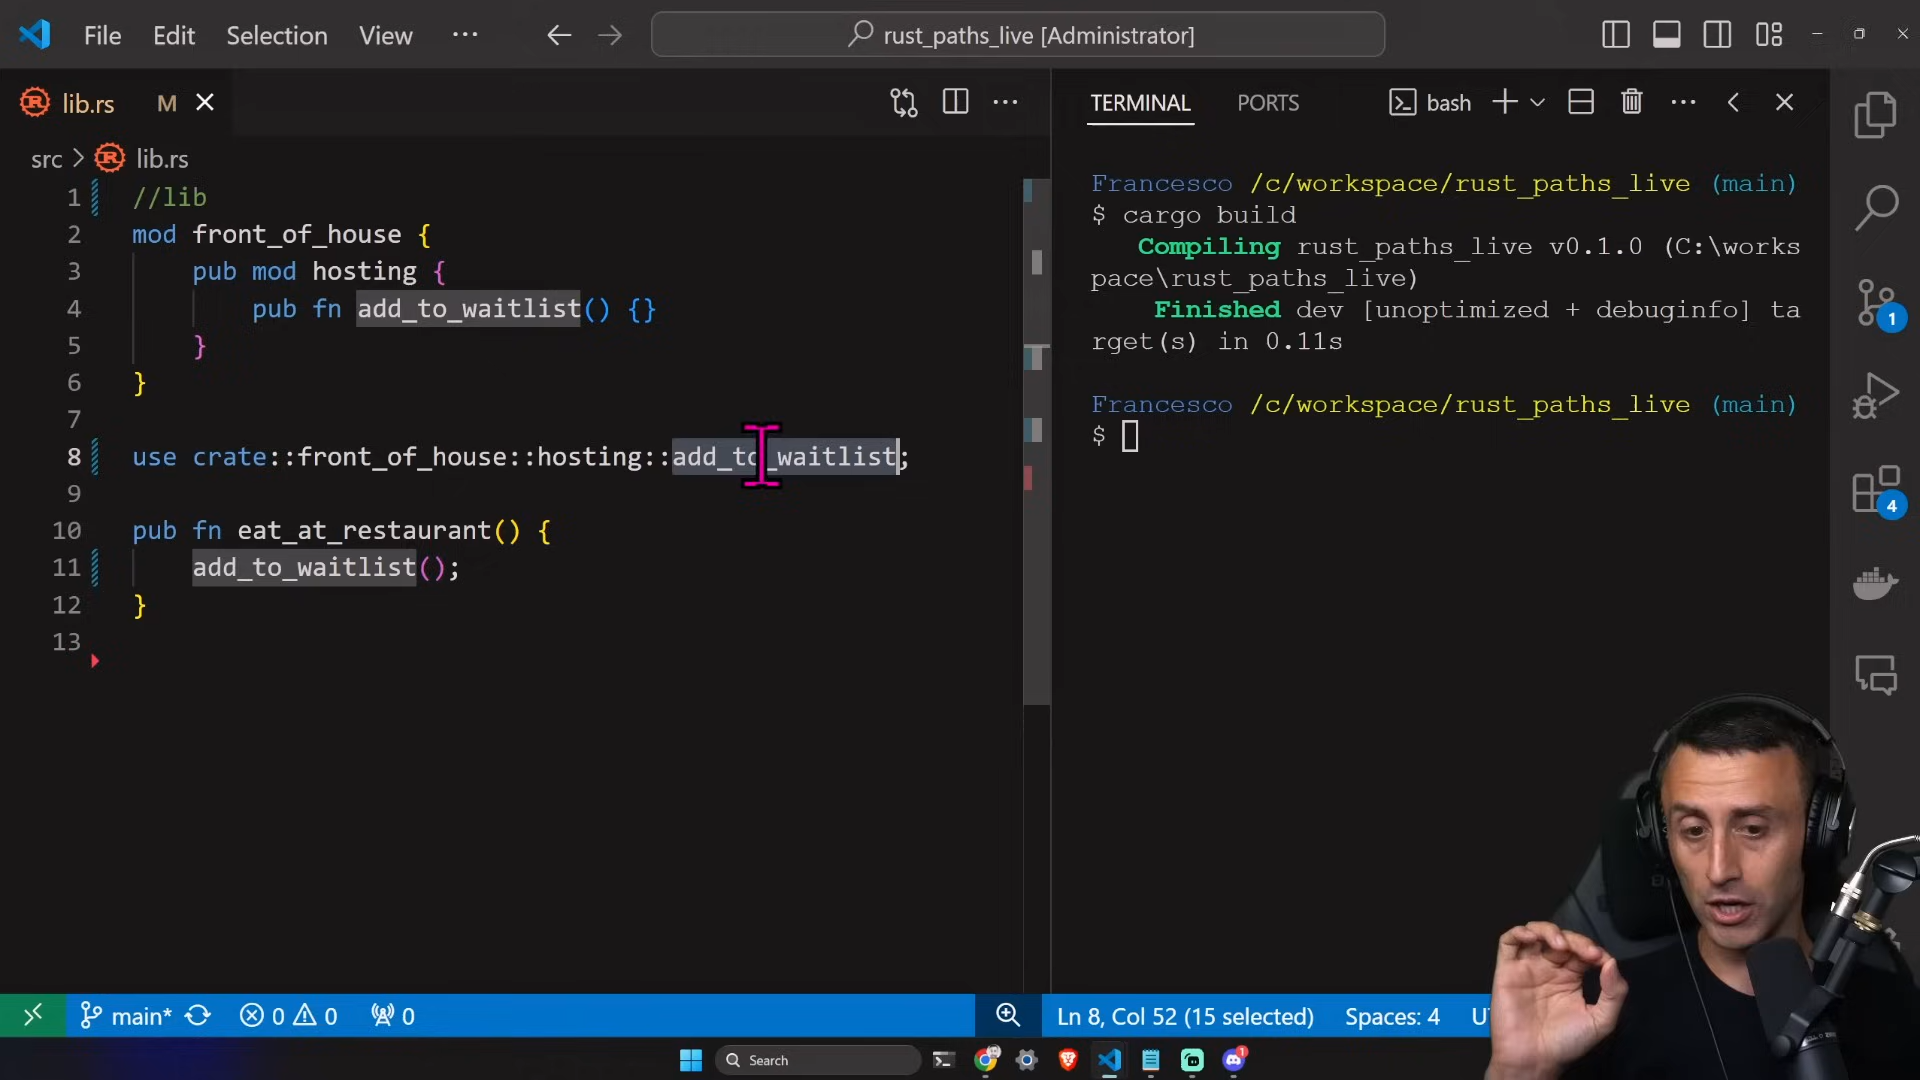 File Edit Selection View ··· rust_paths_live [Administrator]
lib.rs M
TERMINAL PORTS bash
src > lib.rs
1 //lib
2 mod front_of_house {
3 pub mod hosting {
4 pub fn add_to_waitlist() {}
5 }
6 }
7
8 use crate::front_of_house::hosting::add_to_waitlist;
9
10 pub fn eat_at_restaurant() {
11 add_to_waitlist();
12 }
13
Francesco /c/workspace/rust_paths_live (main)
$ cargo build
Compiling rust_paths_live v0.1.0 (C:\works
pace\rust_paths_live)
Finished dev [unoptimized + debuginfo] ta
rget(s) in 0.11s
Francesco /c/workspace/rust_paths_live (main)
$
1
4
main* 0 0 0 Ln 8, Col 52 (15 selected) Spaces: 4
Search 1